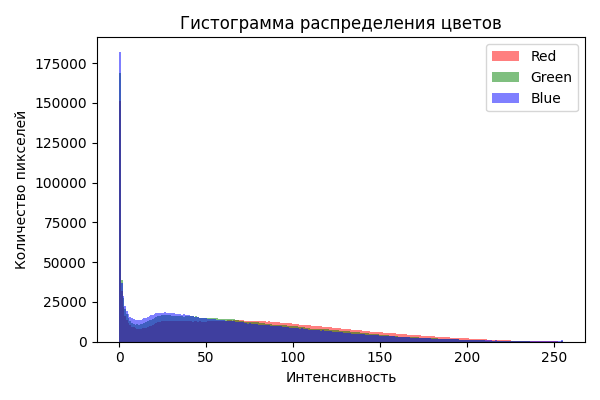 Гистограмма распределения цветов
Количество пикселей
175000
150000
125000
100000
75000
50000
25000
0
0 50 100 150 200 250
Интенсивность
Red
Green
Blue